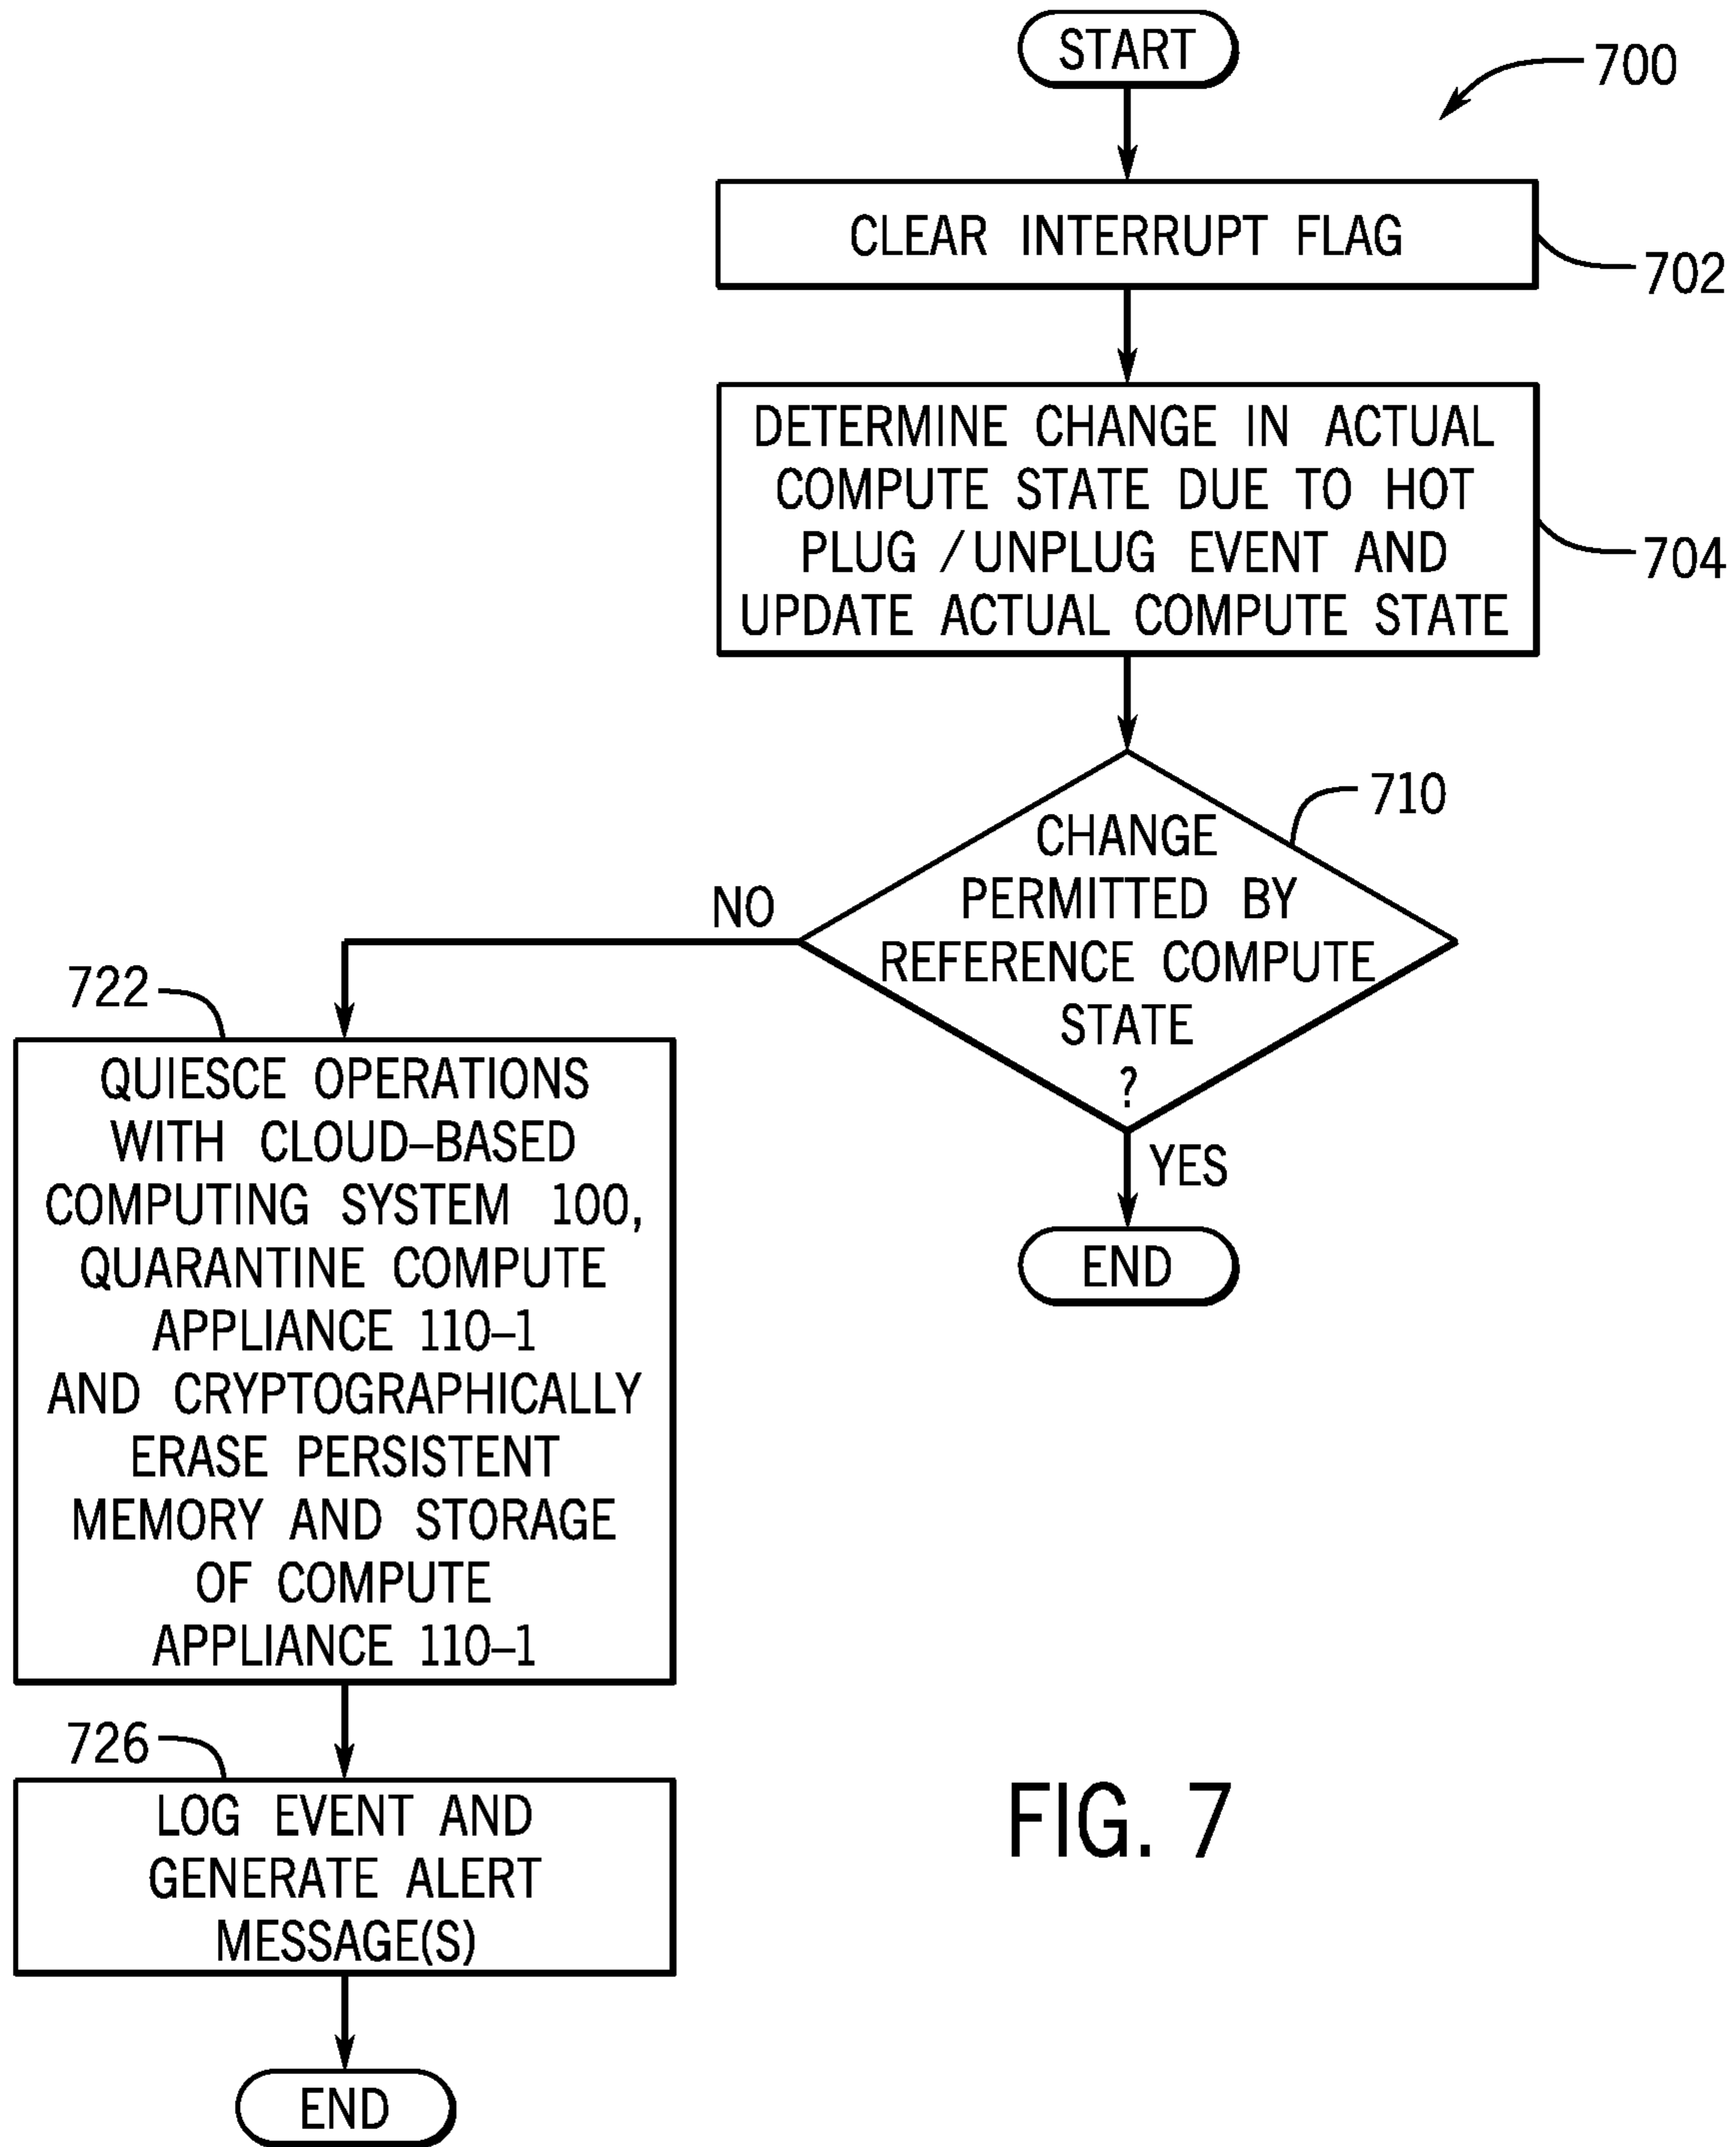 START
700
CLEAR INTERRUPT FLAG
702
DETERMINE CHANGE IN ACTUAL
COMPUTE STATE DUE TO HOT
PLUG /UNPLUG EVENT AND
UPDATE ACTUAL COMPUTE STATE
704
710
CHANGE
PERMITTED BY
REFERENCE COMPUTE
STATE
?
NO
YES
END
722
QUIESCE OPERATIONS
WITH CLOUD–BASED
COMPUTING SYSTEM 100,
QUARANTINE COMPUTE
APPLIANCE 110–1
AND CRYPTOGRAPHICALLY
ERASE PERSISTENT
MEMORY AND STORAGE
OF COMPUTE
APPLIANCE 110–1
726
LOG EVENT AND
GENERATE ALERT
MESSAGE(S)
END
FIG. 7